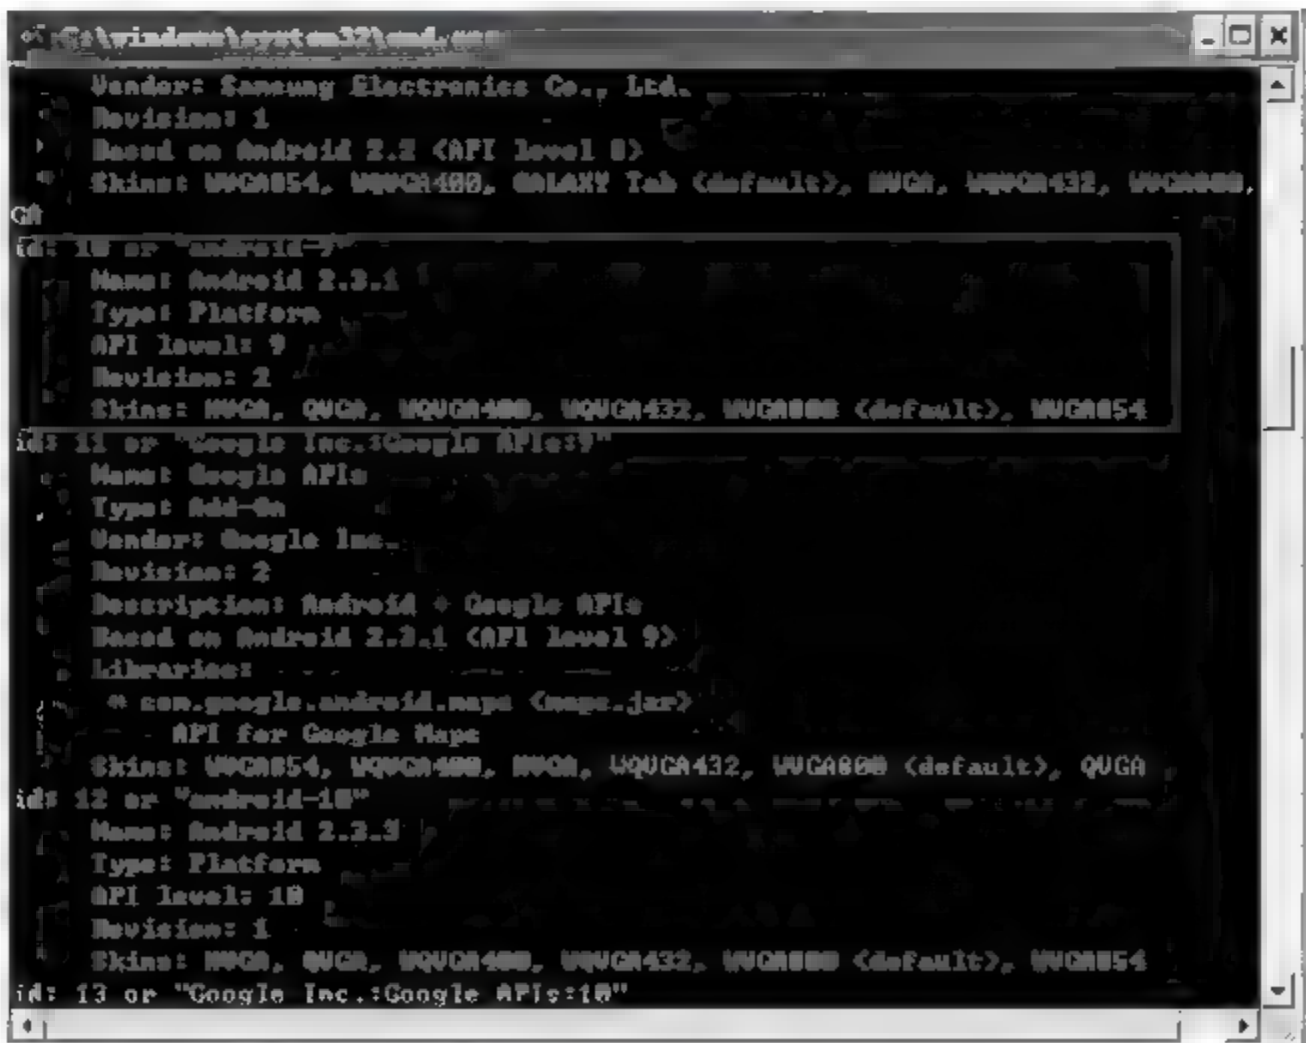 C:\windows\system32\cmd.exe
Vendor: Samsung Electronics Co., Ltd.
Revision: 1
Based on Android 2.2 (API level 8)
Skins: WVGA854, WQVGA400, GALAXY Tab (default), HVGA, WQVGA432, WVGA800,
GA
id: 10 or "android-9"
Name: Android 2.3.1
Type: Platform
API level: 9
Revision: 2
Skins: HVGA, QVGA, WQVGA400, WQVGA432, WVGA800 (default), WVGA854
id: 11 or "Google Inc.:Google APIs:9"
Name: Google APIs
Type: Add-On
Vendor: Google Inc.
Revision: 2
Description: Android + Google APIs
Based on Android 2.3.1 (API level 9)
Libraries:
* com.google.android.maps (maps.jar)
API for Google Maps
Skins: WVGA854, WQVGA400, HVGA, WQVGA432, WVGA800 (default), QVGA
id: 12 or "android-10"
Name: Android 2.3.3
Type: Platform
API level: 10
Revision: 1
Skins: HVGA, QVGA, WQVGA400, WQVGA432, WVGA800 (default), WVGA854
id: 13 or "Google Inc.:Google APIs:10"